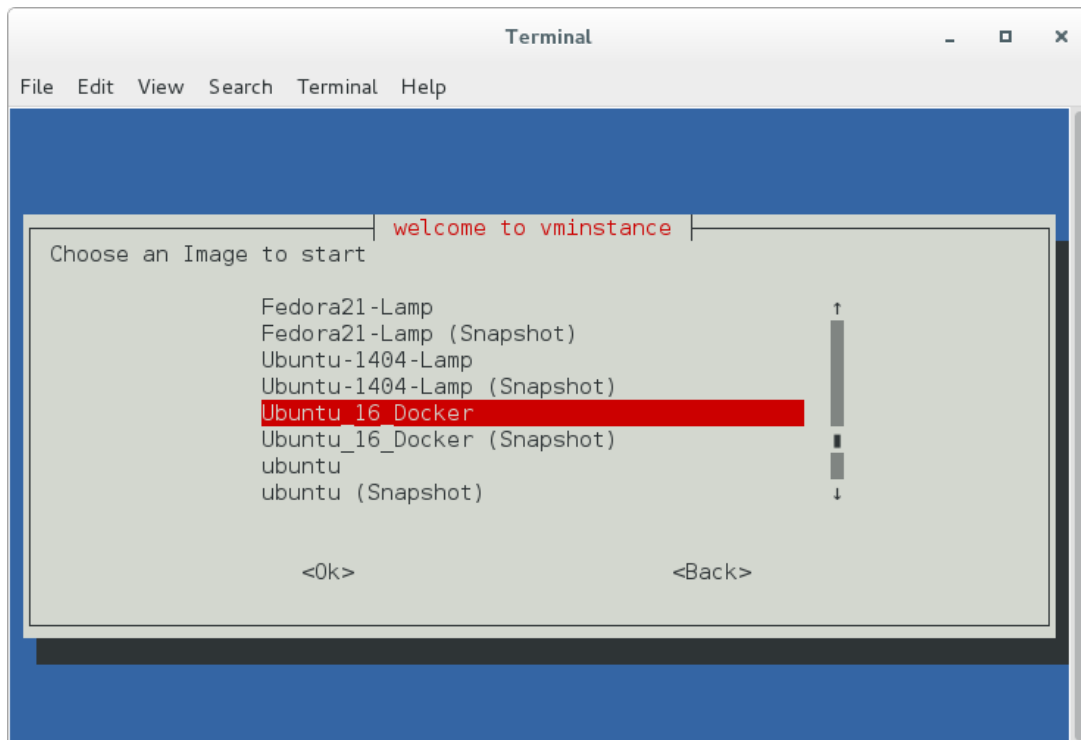 Terminal
File Edit View Search Terminal Help
welcome to vminstance
Choose an Image to start
Fedora21-Lamp
Fedora21-Lamp (Snapshot)
Ubuntu-1404-Lamp
Ubuntu-1404-Lamp (Snapshot)
Ubuntu_16_Docker
Ubuntu_16_Docker (Snapshot)
ubuntu
ubuntu (Snapshot)
<Ok> <Back>